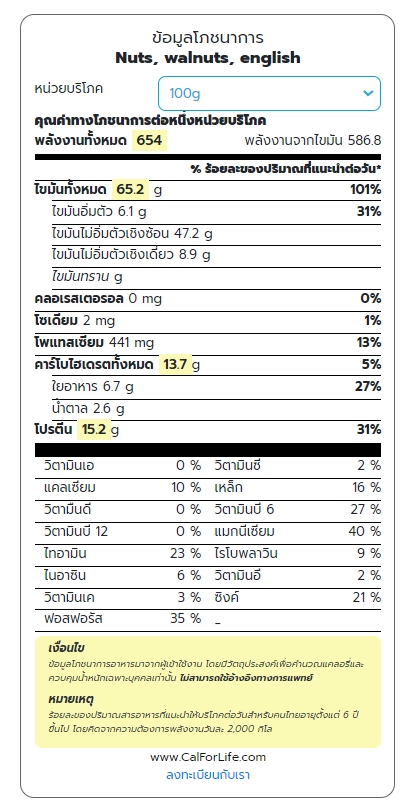 ข้อมูลโภชนาการ
Nuts, walnuts, english
หน่วยบริโภค 100g
คุณค่าทางโภชนาการต่อหนึ่งหน่วยบริโภค
พลังงานทั้งหมด 654 พลังงานจากไขมัน 586.8
% ร้อยละของปริมาณที่แนะนำต่อวัน*
ไขมันทั้งหมด 65.2 g 101%
ไขมันอิ่มตัว 6.1 g 31%
ไขมันไม่อิ่มตัวเชิงซ้อน 47.2 g
ไขมันไม่อิ่มตัวเชิงเดี่ยว 8.9 g
ไขมันทราน g
คลอเรสเตอรอล 0 mg 0%
โซเดียม 2 mg 1%
โพแทสเซียม 441 mg 13%
คาร์โบไฮเดรตทั้งหมด 13.7 g 5%
ใยอาหาร 6.7 g 27%
น้ำตาล 2.6 g
โปรตีน 15.2 g 31%
วิตามินเอ 0 % วิตามินซี 2 %
แคลเซียม 10 % เหล็ก 16 %
วิตามินดี 0 % วิตามินบี 6 27 %
วิตามินบี 12 0 % แมกนีเซียม 40 %
ไทอามิน 23 % ไรโบพลาวิน 9 %
ไนอาซิน 6 % วิตามินอี 2 %
วิตามินเค 3 % ซิงค์ 21 %
ฟอสฟอรัส 35 % _
เงื่อนไข
ข้อมูลโภชนาการอาหารมาจากผู้เข้าใช้งาน โดยมีวัตถุประสงค์เพื่อคำนวณแคลอรี่และ
ควบคุมน้ำหนักเฉพาะบุคคลเท่านั้น ไม่สามารถใช้อ้างอิงทางการแพทย์
หมายเหตุ
ร้อยละของปริมาณสารอาหารที่แนะนำให้บริโภคต่อวันสำหรับคนไทยอายุตั้งแต่ 6 ปี
ขึ้นไป โดยคิดจากความต้องการพลังงานวันละ 2,000 กิโล
www.CalForLife.com
ลงทะเบียนกับเรา